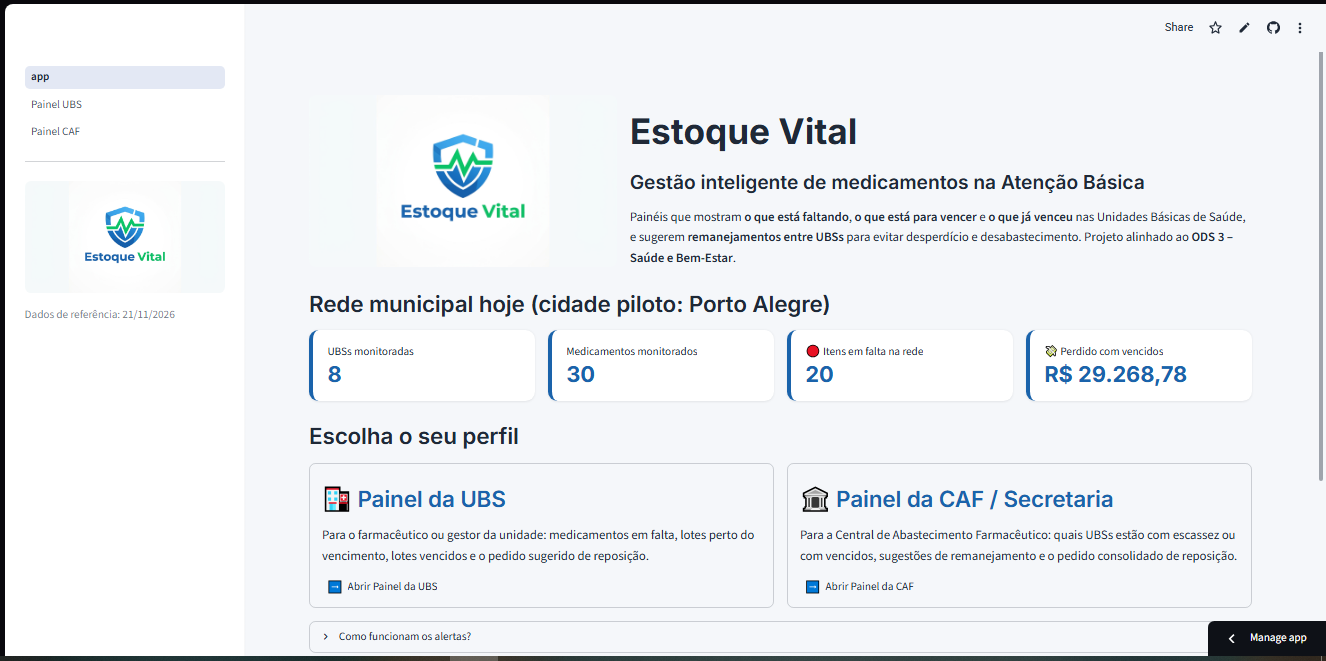 Share
app
Painel UBS
Painel CAF
Estoque Vital
Dados de referência: 21/11/2026
Estoque Vital
Estoque Vital
Gestão inteligente de medicamentos na Atenção Básica
Painéis que mostram o que está faltando, o que está para vencer e o que já venceu nas Unidades Básicas de Saúde,
e sugerem remanejamentos entre UBSs para evitar desperdício e desabastecimento. Projeto alinhado ao ODS 3 –
Saúde e Bem-Estar.
Rede municipal hoje (cidade piloto: Porto Alegre)
UBSs monitoradas
8
Medicamentos monitorados
30
Itens em falta na rede
20
Perdido com vencidos
R$ 29.268,78
Escolha o seu perfil
Painel da UBS
Para o farmacêutico ou gestor da unidade: medicamentos em falta, lotes perto do
vencimento, lotes vencidos e o pedido sugerido de reposição.
Abrir Painel da UBS
Painel da CAF / Secretaria
Para a Central de Abastecimento Farmacêutico: quais UBSs estão com escassez ou
com vencidos, sugestões de remanejamento e o pedido consolidado de reposição.
Abrir Painel da CAF
Como funcionam os alertas?
Manage app